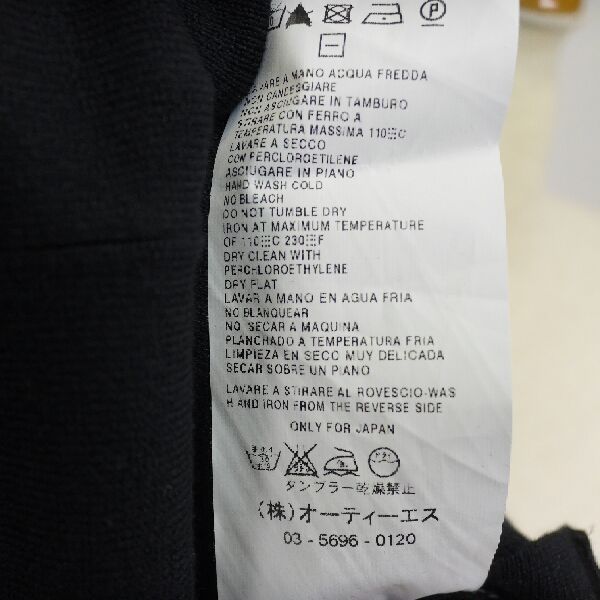 P
AVARE A MANO ACQUA FREDDA
NON CANDEGGIARE
NON ASCIUGARE IN TAMBURO
STIRARE CON FERRO A
TEMPERATURA MASSIMA 110 C
LAVARE A SECCO
CON PERCLOROETILENE
ASCIUGARE IN PIANO
HAND WASH COLD
NO BLEACH
DO NOT TUMBLE DRY
IRON AT MAXIMUM TEMPERATURE
OF 110 C 230 F
DRY CLEAN WITH
PERCHLOROETHYLENE
DRY FLAT
LAVAR A MANO EN AGUA FRIA
NO BLANQUEAR
NO SECAR A MAQUINA
PLANCHADO A TEMPERATURA FRIA
LIMPIEZA EN SECO MUY DELICADA
SECAR SOBRE UN PIANO
LAVARE A STIRARE AL ROVESCIO-WAS
H AND IRON FROM THE REVERSE SIDE
ONLY FOR JAPAN
タンブラー乾燥禁止
(株)オーティーエス
03 - 5696 - 0120